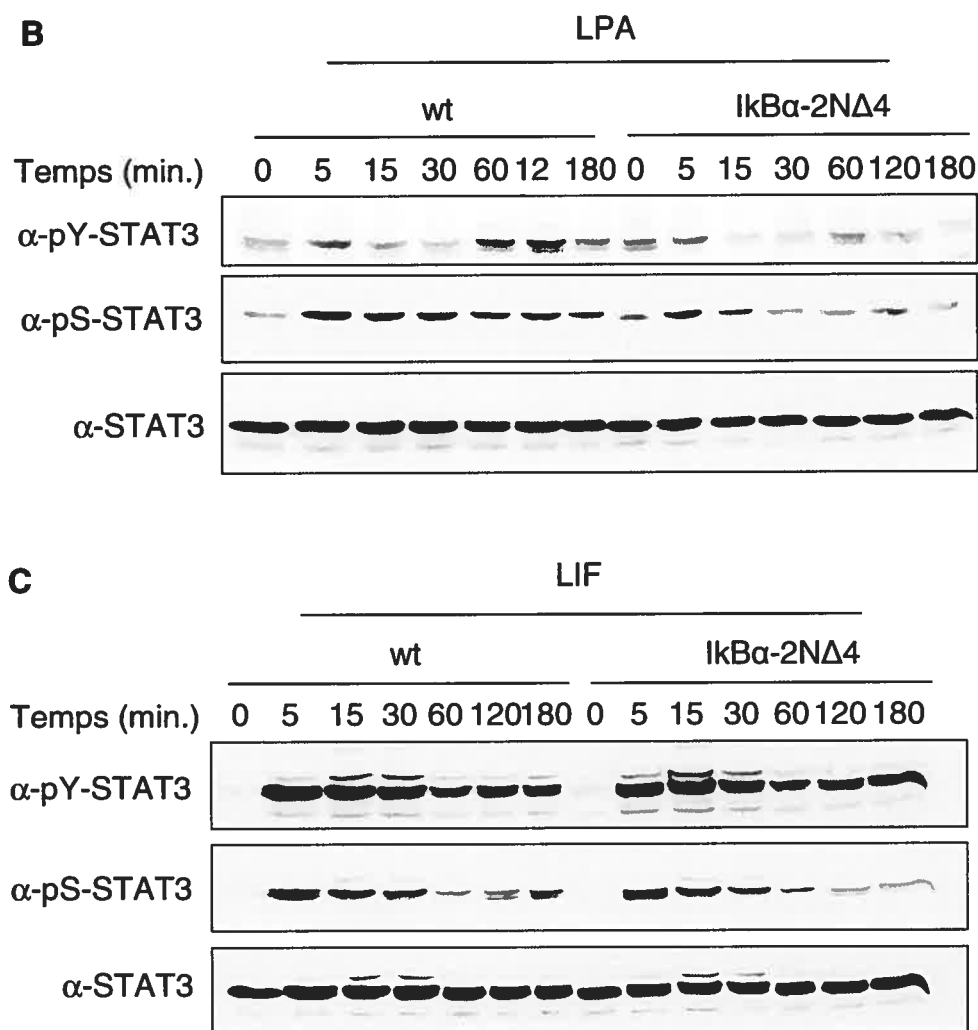 B
LPA
wt IkBα-2NΔ4
Temps (min.) 0 5 15 30 60 12 180 0 5 15 30 60 120 180
α-pY-STAT3
α-pS-STAT3
α-STAT3
C
LIF
wt IkBα-2NΔ4
Temps (min.) 0 5 15 30 60 120 180 0 5 15 30 60 120 180
α-pY-STAT3
α-pS-STAT3
α-STAT3